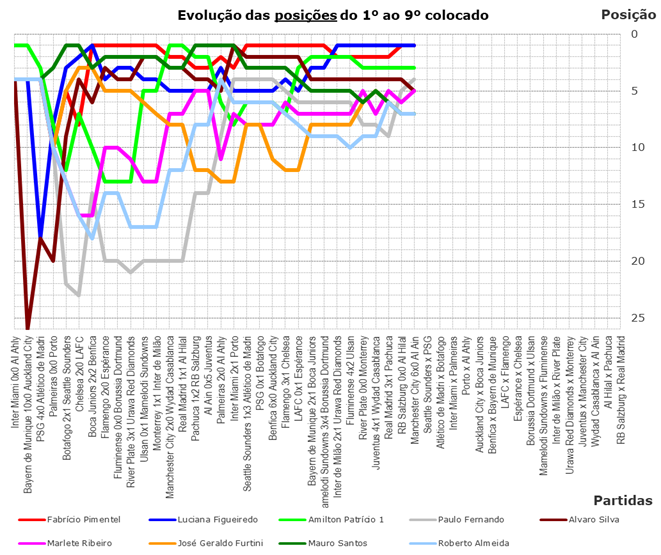 Evolução das posições do 1º ao 9º colocado
Posição
0
5
10
15
20
25
Inter Miami 0x0 Al Ahly
Bayern de Munique 10x0 Auckland City
PSG 4x0 Atlético de Madri
Palmeiras 0x0 Porto
Botafogo 2x1 Seattle Sounders
Chelsea 2x0 LAFC
Boca Juniors 2x2 Benfica
Flamengo 2x0 Espérance
Fluminense 0x0 Borussia Dortmund
River Plate 3x1 Urawa Red Diamonds
Ulsan 0x1 Mamelodi Sundowns
Monterrey 1x1 Inter de Milão
Manchester City 2x0 Wydad Casablanca
Real Madrid 1x1 Al Hilal
Pachuca 1x2 RB Salzburg
Al Ain 0x5 Juventus
Palmeiras 2x0 Al Ahly
Inter Miami 2x1 Porto
Seattle Sounders 1x3 Atlético de Madri
PSG 0x1 Botafogo
Benfica 6x0 Auckland City
Flamengo 3x1 Chelsea
LAFC 0x1 Espérance
Bayern de Munique 2x1 Boca Juniors
amelodi Sundowns 3x4 Borussia Dortmund
Inter de Milão 2x1 Urawa Red Diamonds
Fluminense 4x2 Ulsan
River Plate 0x0 Monterrey
Juventus 4x1 Wydad Casablanca
Real Madrid 3x1 Pachuca
RB Salzburg 0x0 Al Hilal
Manchester City 6x0 Al Ain
Seattle Sounders x PSG
Atlético de Madri x Botafogo
Inter Miami x Palmeiras
Porto x Al Ahly
Auckland City x Boca Juniors
Benfica x Bayern de Munique
LAFC x Flamengo
Espérance x Chelsea
Borussia Dortmund x Ulsan
Mamelodi Sundowns x Fluminense
Inter de Milão x River Plate
Urawa Red Diamonds x Monterrey
Juventus x Manchester City
Wydad Casablanca x Al Ain
Al Hilal x Pachuca
RB Salzburg x Real Madrid
Partidas
Fabrício Pimentel
Luciana Figueiredo
Amilton Patrício 1
Paulo Fernando
Alvaro Silva
Marlete Ribeiro
José Geraldo Furtini
Mauro Santos
Roberto Almeida